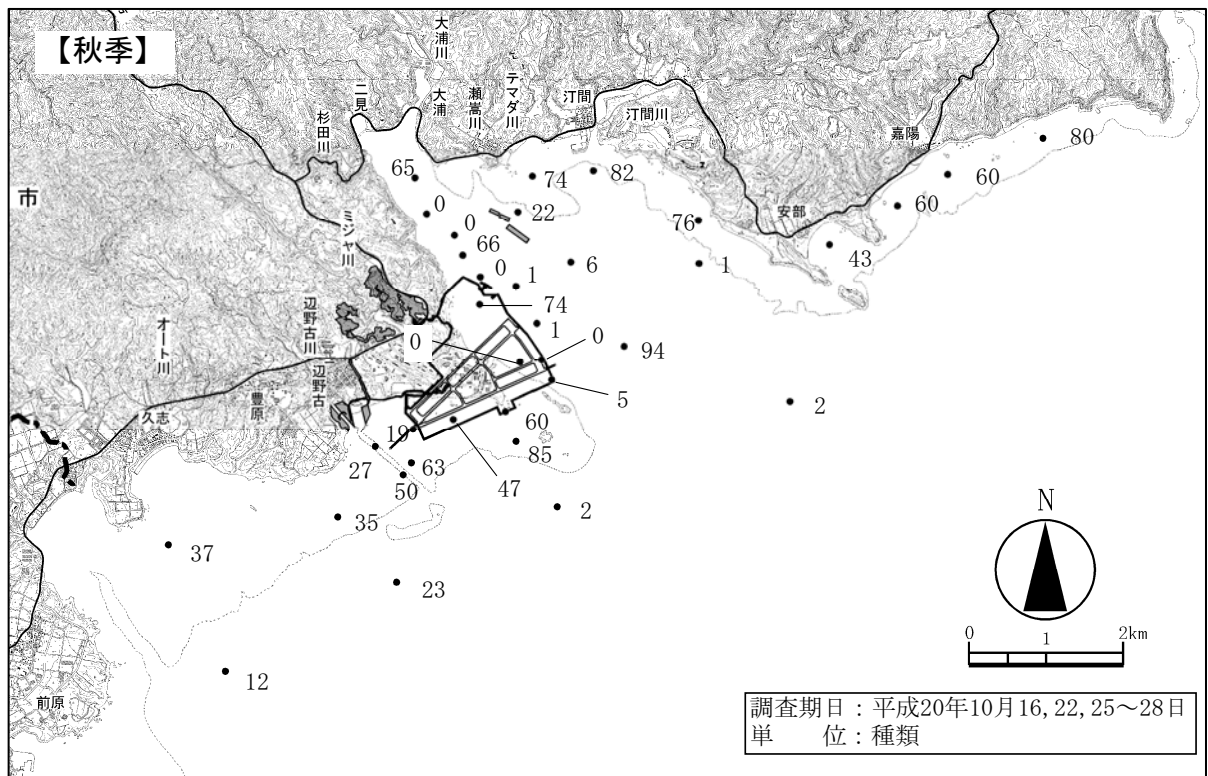 【秋季】
大浦川
二見
大浦
瀬嵩川
テマダ川
汀間
汀間川
嘉陽
杉田川
市
ミジャ川
安部
辺野古川
辺野古
オート川
豊原
久志
前原
80
60
60
43
82
74
76
65
0
22
0
66
6
1
0
1
74
1
0
0
94
5
2
60
19
85
27
63
47
50
2
35
37
23
12
N
0
1
2km
調査期日：平成20年10月16,22,25～28日
単　　位：種類